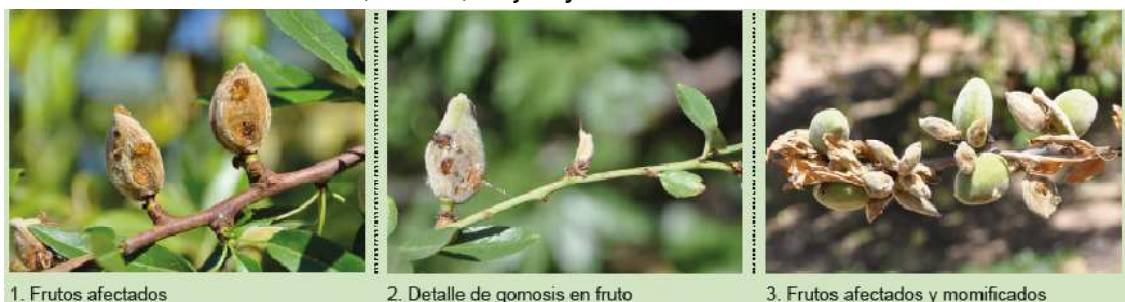 1. Frutos afectados
2. Detalle de gomosis en fruto
3. Frutos afectados y momificados